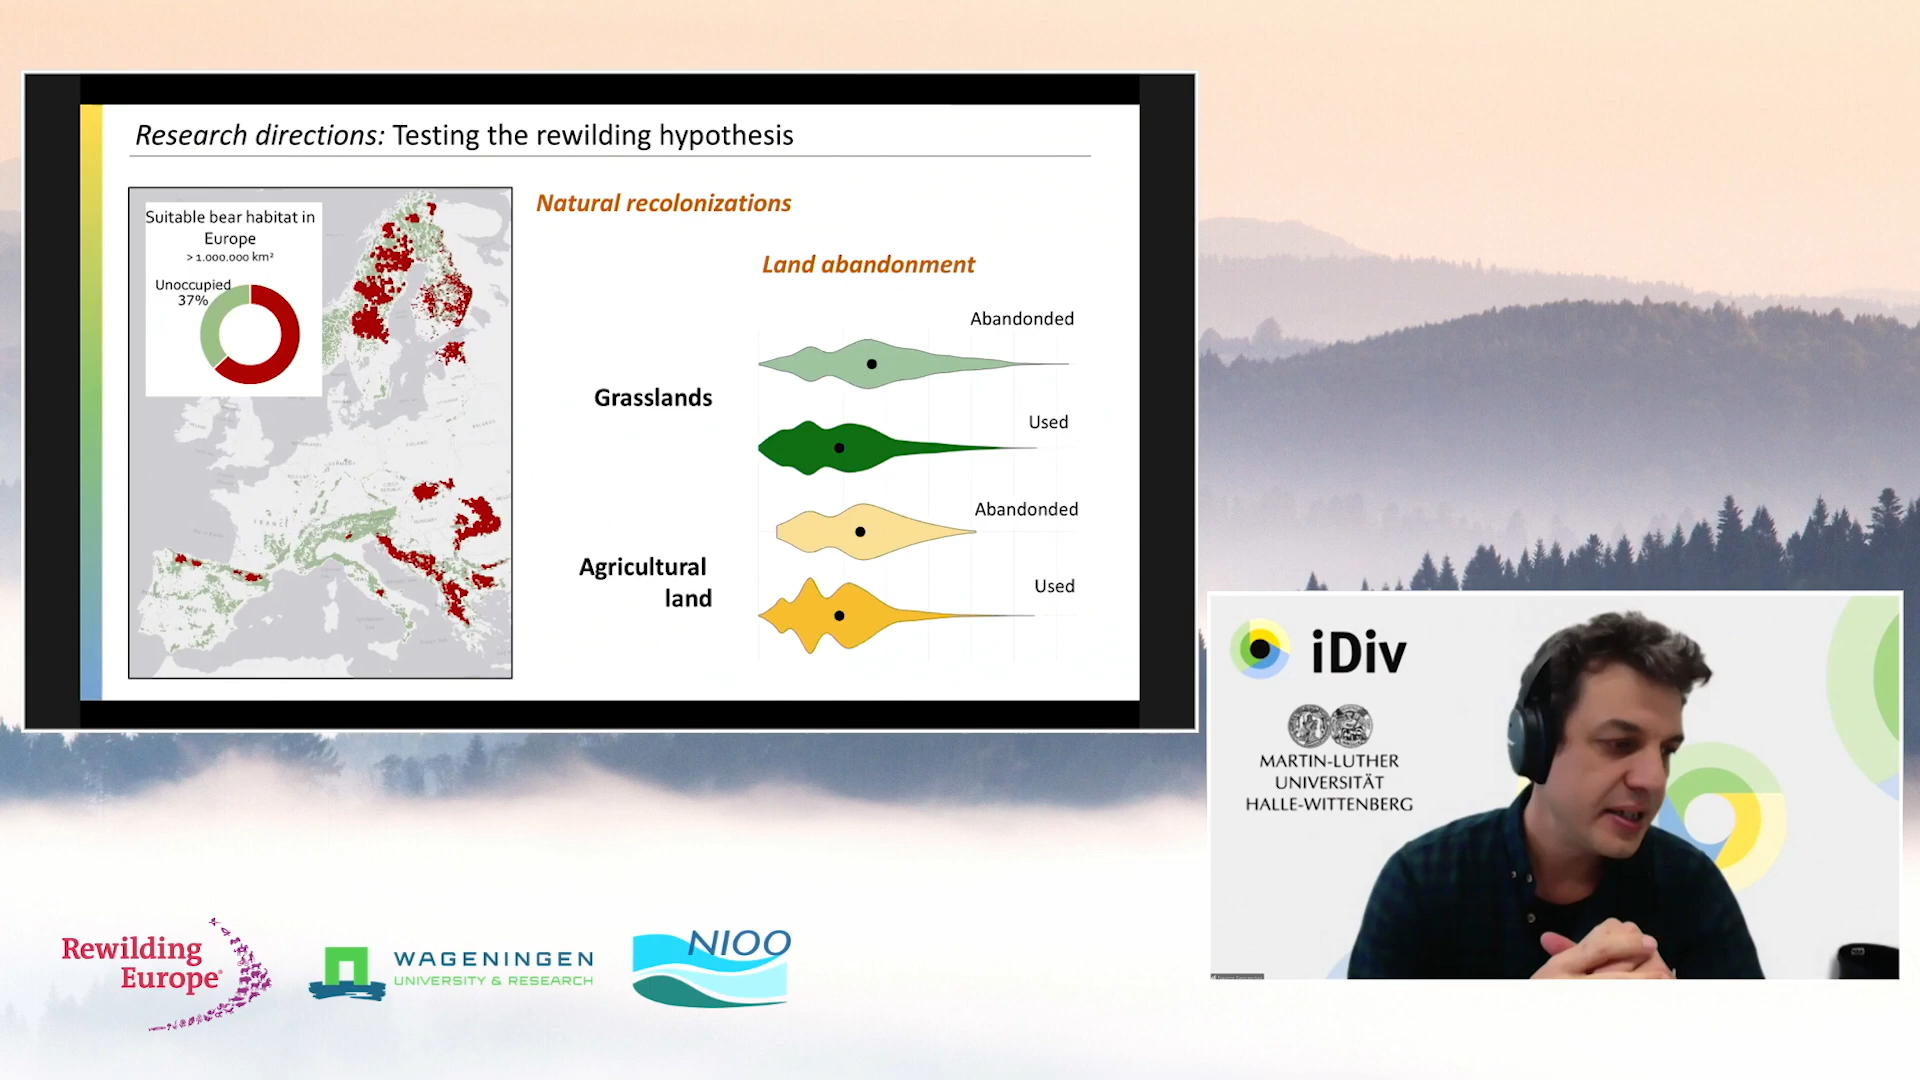 Research directions: Testing the rewilding hypothesis
Suitable bear habitat in
Europe
> 1.000.000 km²
Unoccupied
37%
FRANCE
Natural recolonizations
Land abandonment
Abandonded
Grasslands
Used
Abandonded
Agricultural
land
Used
iDiv
MARTIN-LUTHER
UNIVERSITÄT
HALLE-WITTENBERG
Rewilding
Europe
WAGENINGEN
UNIVERSITY & RESEARCH
NIOO